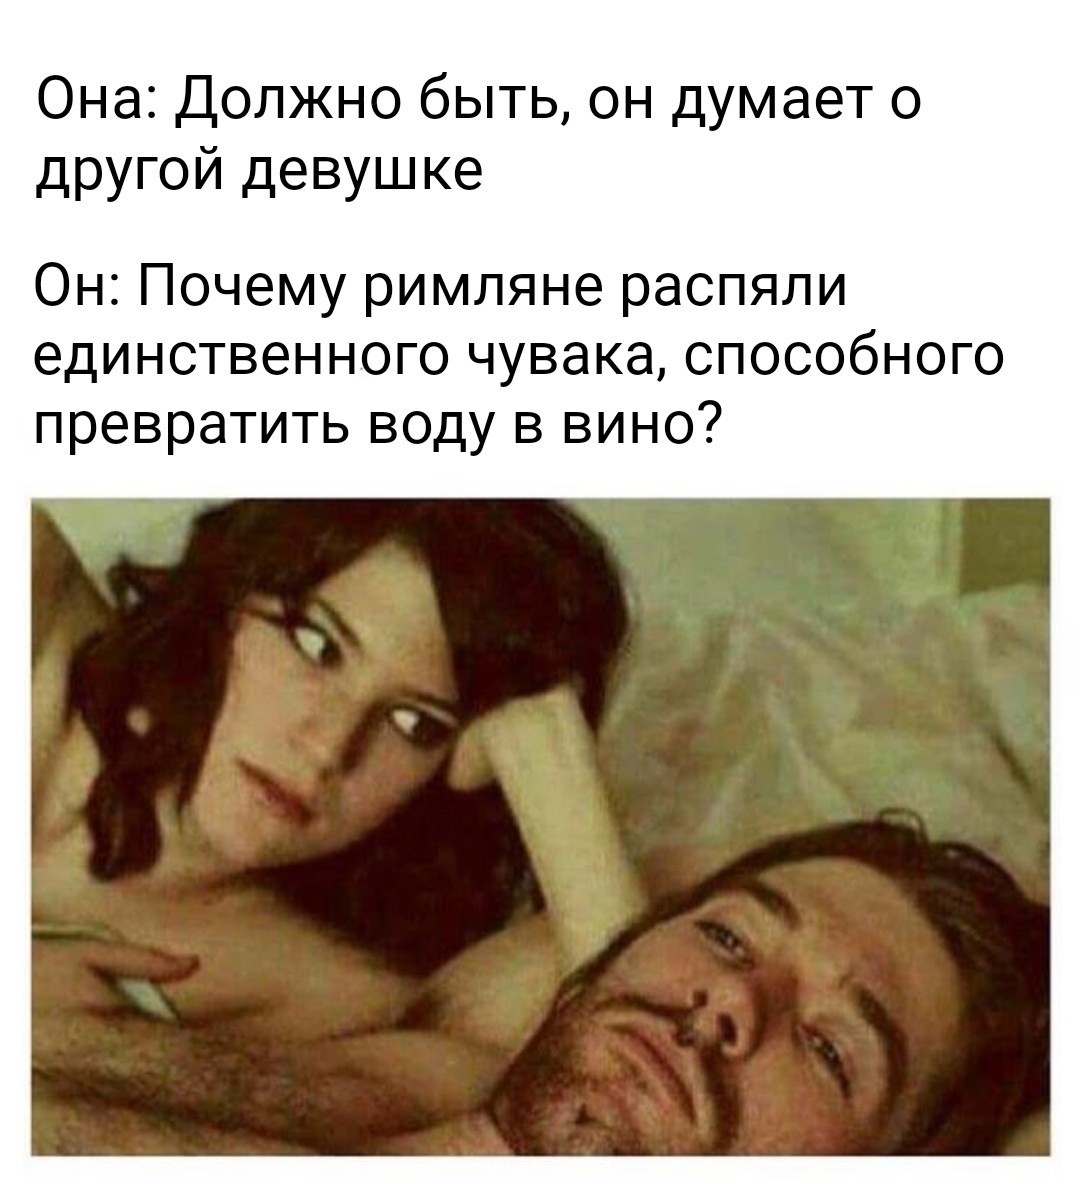 Она: Должно быть, он думает о
другой девушке
Он: Почему римляне распяли
единственного чувака, способного
превратить воду в вино?